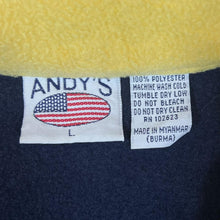 ANDY'S
L
100% POLYESTER
MACHINE WASH COLD
TUMBLE DRY LOW
DO NOT BLEACH
DO NOT DRY CLEAN
RN 102623
MADE IN MYANMAR
(BURMA)